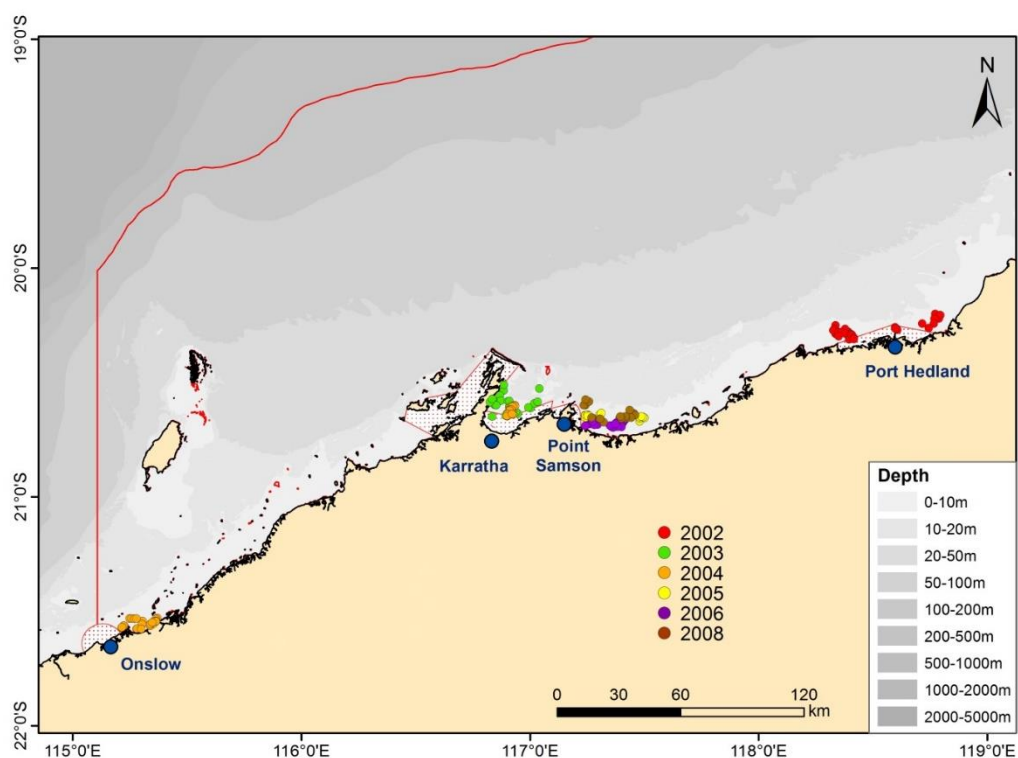 19°0'S
20°0'S
21°0'S
22°0'S
N
Port Hedland
Point
Samson
Karratha
Onslow
2002
2003
2004
2005
2006
2008
Depth
0-10m
10-20m
20-50m
50-100m
100-200m
200-500m
500-1000m
1000-2000m
2000-5000m
0 30 60 120
km
115°0'E 116°0'E 117°0'E 118°0'E 119°0'E